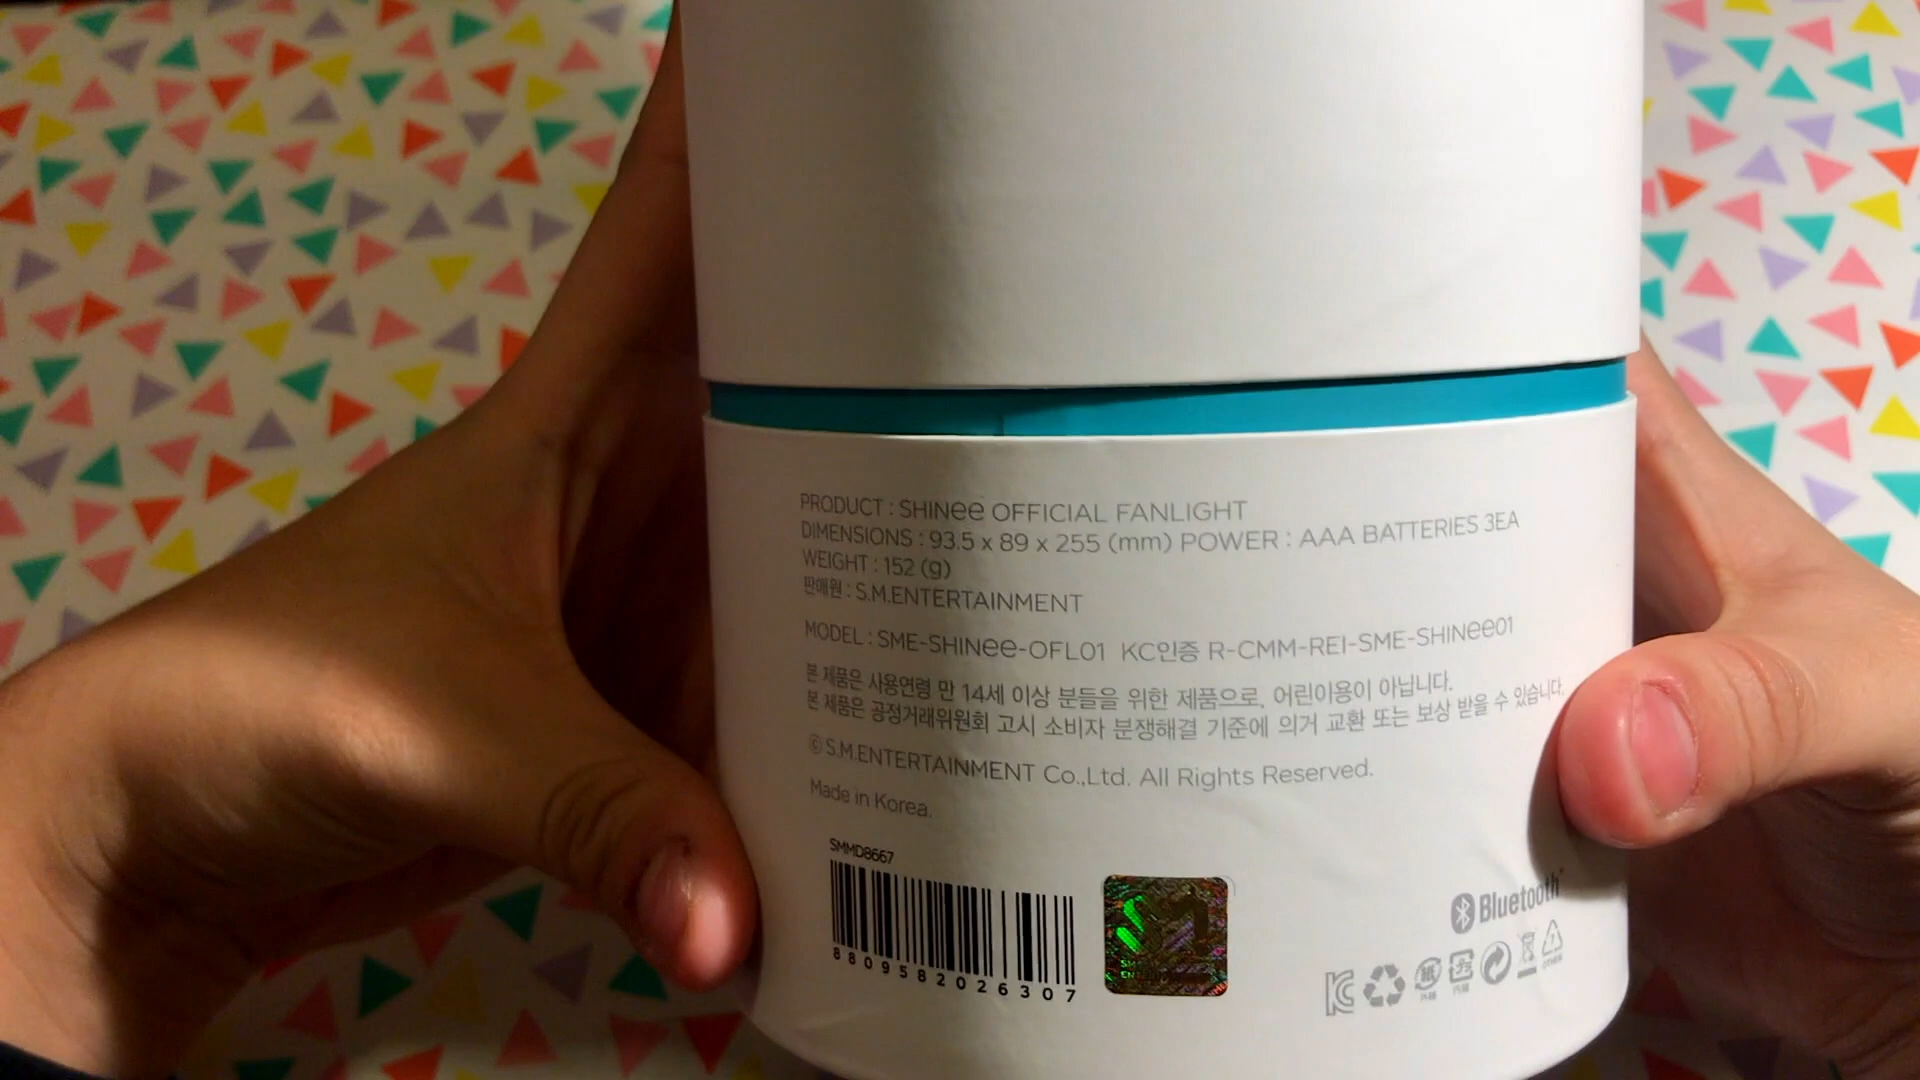 PRODUCT : SHINee OFFICIAL FANLIGHT
DIMENSIONS : 93.5 x 89 x 255 (mm) POWER : AAA BATTERIES 3EA
WEIGHT : 152 (g)
판매원 : S.M.ENTERTAINMENT
MODEL : SME-SHINee-OFL01 KC인증 R-CMM-REI-SME-SHINee01
본 제품은 사용연령 만 14세 이상 분들을 위한 제품으로, 어린이용이 아닙니다.
본 제품은 공정거래위원회 고시 소비자 분쟁해결 기준에 의거 교환 또는 보상 받을 수 있습니다.
ⓒ S.M.ENTERTAINMENT Co.,Ltd. All Rights Reserved.
Made in Korea.
SMMD8667
8809582026307
Bluetooth